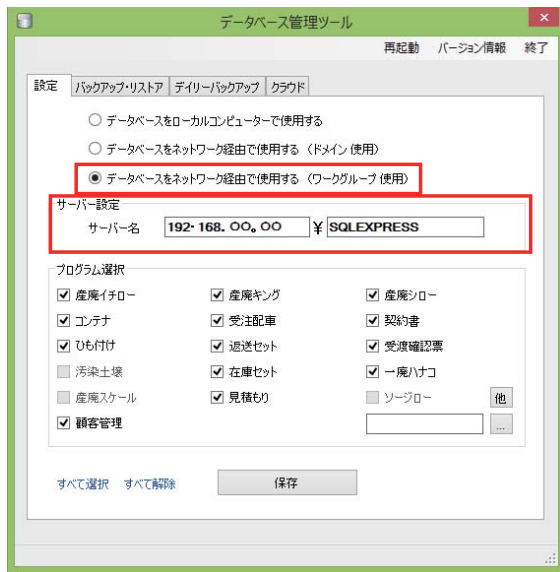 データベース管理ツール
再起動 バージョン情報 終了
設定 バックアップ・リストア デイリーバックアップ クラウド
データベースをローカルコンピューターで使用する
データベースをネットワーク経由で使用する （ドメイン使用）
データベースをネットワーク経由で使用する （ワークグループ使用）
サーバー設定
サーバー名 192・168. 〇〇。〇〇 ¥ SQLEXPRESS
プログラム選択
産廃イチロー 産廃キング 産廃シロー
コンテナ 受注配車 契約書
ひも付け 返送セット 受渡確認票
汚染土壌 在庫セット 一廃ハナコ
産廃スケール 見積もり ソージロー 他
顧客管理 ...
すべて選択 すべて解除 保存